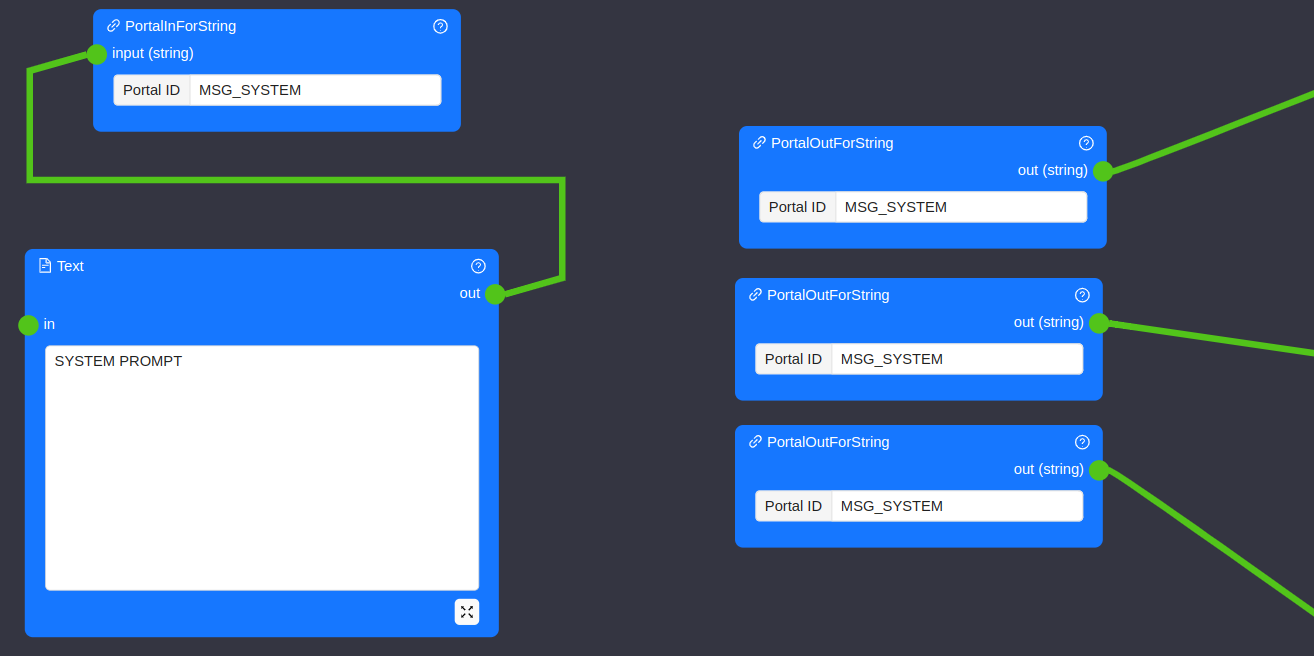 PortalInForString
input (string)
Portal ID MSG_SYSTEM
Text
out
in
SYSTEM PROMPT
PortalOutForString
out (string)
Portal ID MSG_SYSTEM
PortalOutForString
out (string)
Portal ID MSG_SYSTEM
PortalOutForString
out (string)
Portal ID MSG_SYSTEM